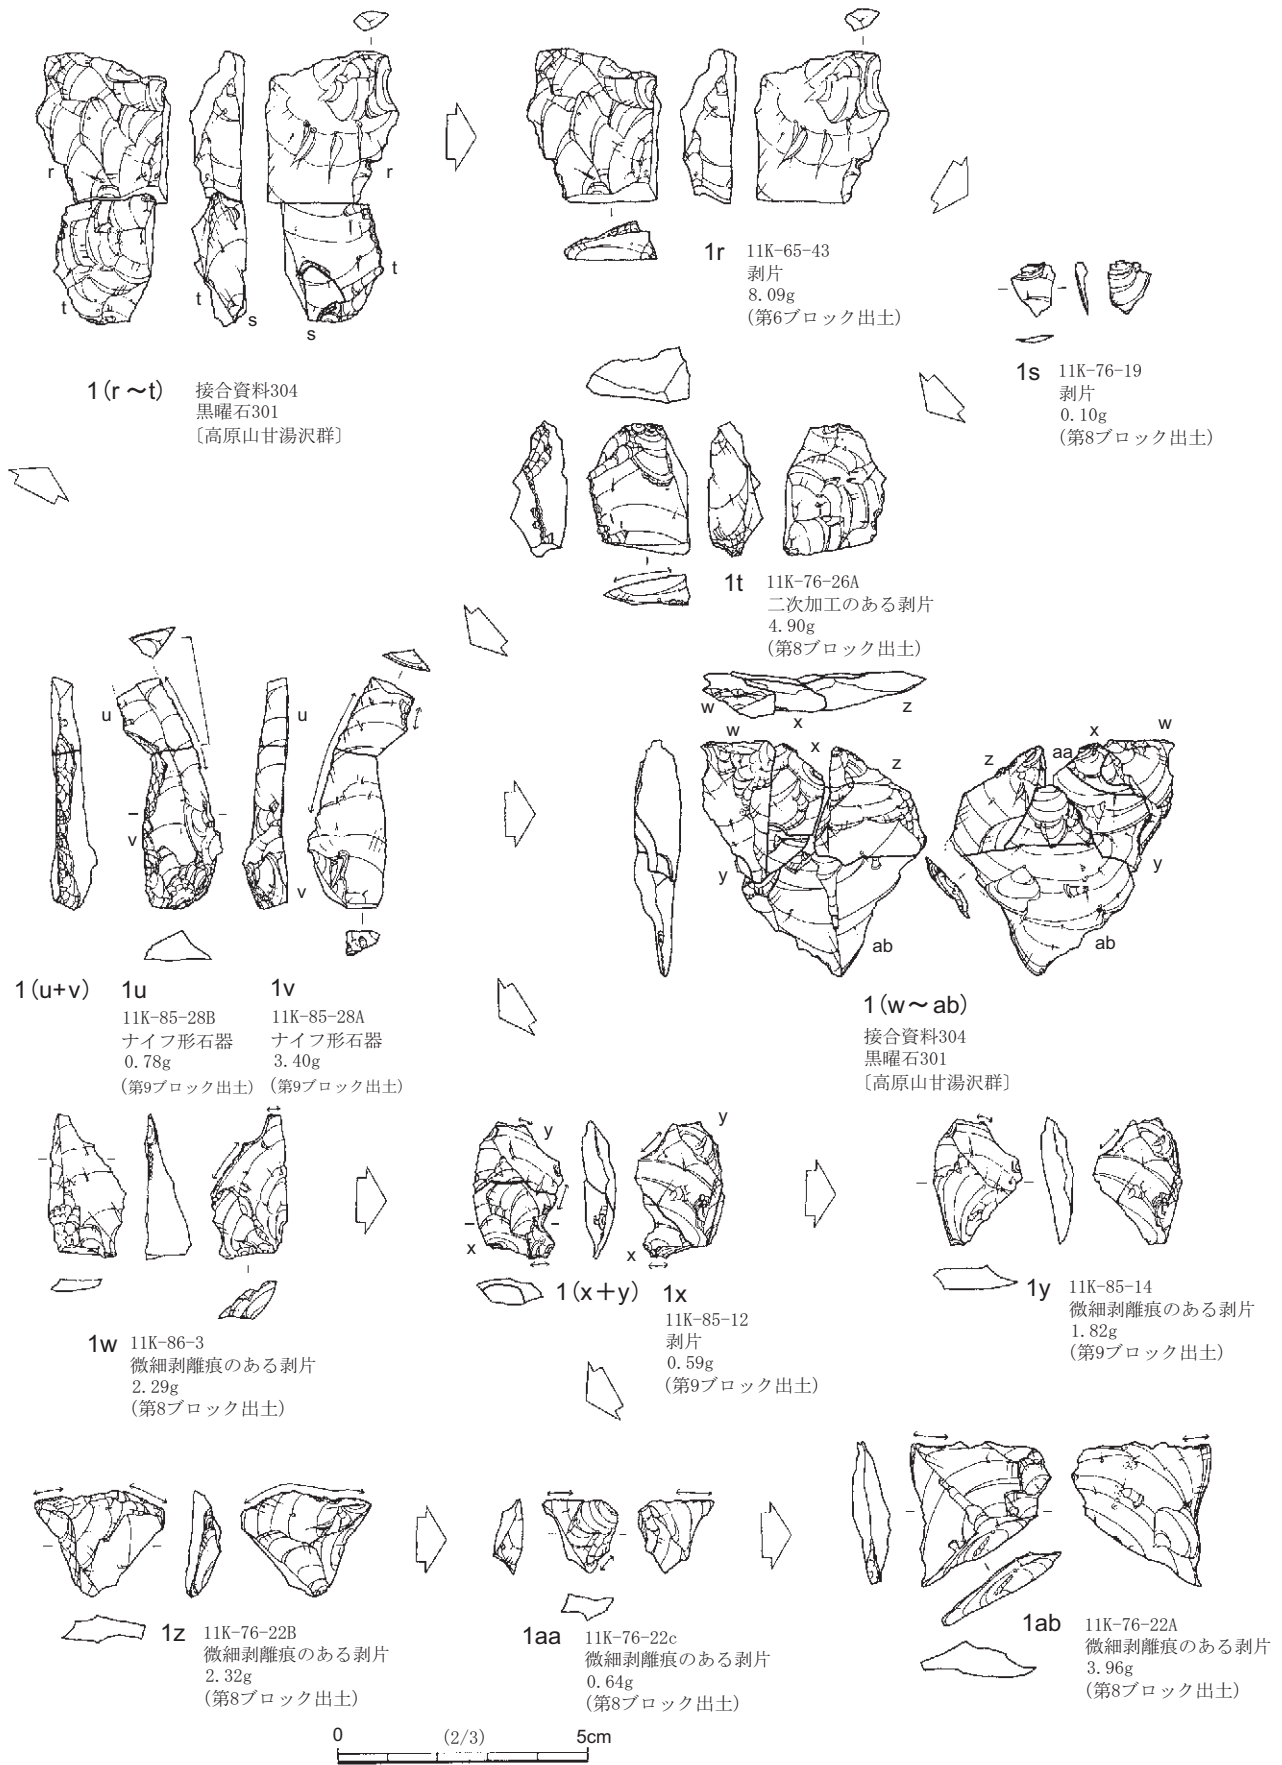 r
r
t
t
t
s
s
1(r～t)
接合資料304
黒曜石301
〔高原山甘湯沢群〕
1r
11K-65-43
剥片
8.09g
(第6ブロック出土)
1s
11K-76-19
剥片
0.10g
(第8ブロック出土)
1t
11K-76-26A
二次加工のある剥片
4.90g
(第8ブロック出土)
u
v
u
v
1(u+v)
1u
11K-85-28B
ナイフ形石器
0.78g
(第9ブロック出土)
1v
11K-85-28A
ナイフ形石器
3.40g
(第9ブロック出土)
w
x
z
w
x
z
y
ab
z
aa
x
w
y
ab
1(w～ab)
接合資料304
黒曜石301
〔高原山甘湯沢群〕
1w
11K-86-3
微細剥離痕のある剥片
2.29g
(第8ブロック出土)
y
x
y
x
1(x+y)
1x
11K-85-12
剥片
0.59g
(第9ブロック出土)
1y
11K-85-14
微細剥離痕のある剥片
1.82g
(第9ブロック出土)
1z
11K-76-22B
微細剥離痕のある剥片
2.32g
(第8ブロック出土)
1aa
11K-76-22c
微細剥離痕のある剥片
0.64g
(第8ブロック出土)
1ab
11K-76-22A
微細剥離痕のある剥片
3.96g
(第8ブロック出土)
0 (2/3) 5cm